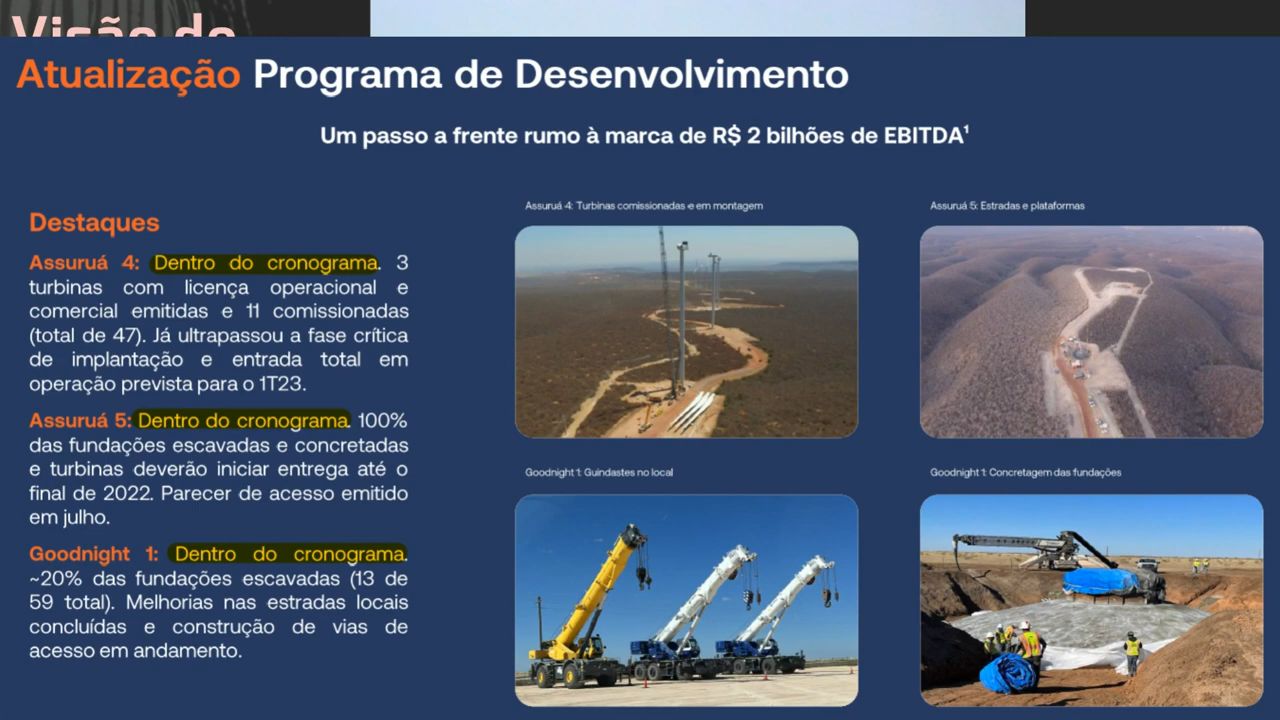 Visão do
Atualização Programa de Desenvolvimento
Um passo a frente rumo à marca de R$ 2 bilhões de EBITDA¹
Destaques
Assuruá 4: Dentro do cronograma. 3
turbinas com licença operacional e
comercial emitidas e 11 comissionadas
(total de 47). Já ultrapassou a fase crítica
de implantação e entrada total em
operação prevista para o 1T23.
Assuruá 5: Dentro do cronograma. 100%
das fundações escavadas e concretadas
e turbinas deverão iniciar entrega até o
final de 2022. Parecer de acesso emitido
em julho.
Goodnight 1: Dentro do cronograma.
~20% das fundações escavadas (13 de
59 total). Melhorias nas estradas locais
concluídas e construção de vias de
acesso em andamento.
Assuruá 4: Turbinas comissionadas e em montagem
Assuruá 5: Estradas e plataformas
Goodnight 1: Guindastes no local
Goodnight 1: Concretagem das fundações